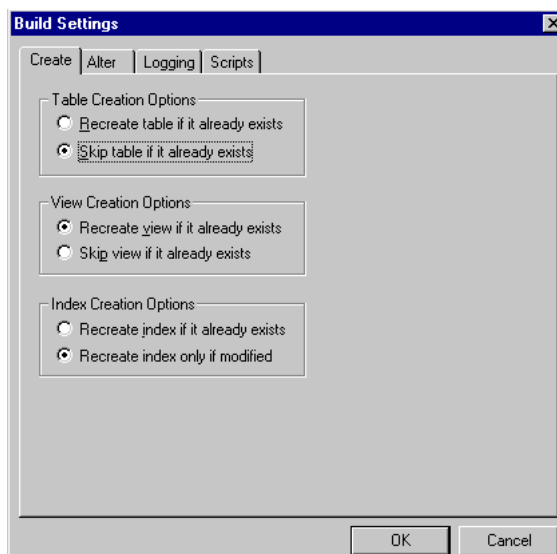 Build Settings
Create Alter Logging Scripts
Table Creation Options
Recreate table if it already exists
Skip table if it already exists
View Creation Options
Recreate view if it already exists
Skip view if it already exists
Index Creation Options
Recreate index if it already exists
Recreate index only if modified
OK Cancel